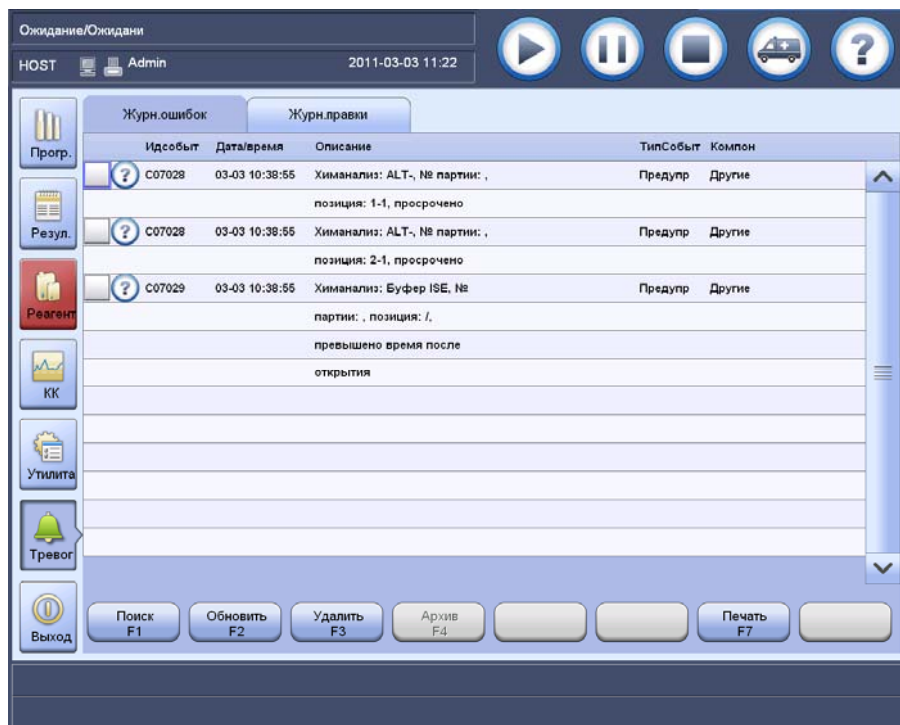 Ожидание/Ожидани
HOST Admin 2011-03-03 11:22
?
Журн.ошибок Журн.правки
Идсобыт Дата/время Описание ТипСобыт Компон
? C07028 03-03 10:38:55 Химанализ: ALT-, № партии: , Предупр Другие
позиция: 1-1, просрочено
? C07028 03-03 10:38:55 Химанализ: ALT-, № партии: , Предупр Другие
позиция: 2-1, просрочено
? C07029 03-03 10:38:55 Химанализ: Буфер ISE, № Предупр Другие
партии: , позиция: /,
превышено время после
открытия
Прогр.
Резул.
Реагент
КК
Утилита
Тревог
Выход
Поиск Обновить Удалить Архив Печать
F1 F2 F3 F4 F7